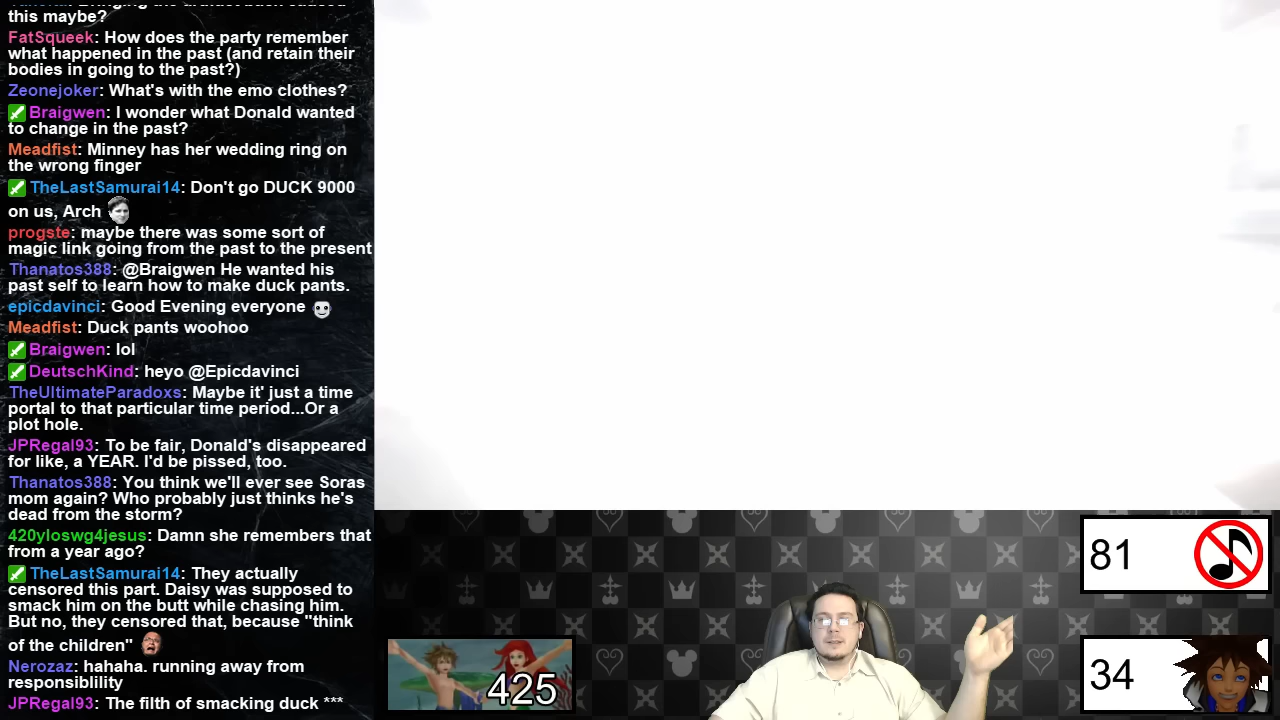 this maybe?
FatSqueek: How does the party remember
what happened in the past (and retain their
bodies in going to the past?)
Zeonejoker: What's with the emo clothes?
Braigwen: I wonder what Donald wanted
to change in the past?
Meadfist: Minney has her wedding ring on
the wrong finger
TheLastSamurai14: Don't go DUCK 9000
on us, Arch
progste: maybe there was some sort of
magic link going from the past to the present
Thanatos388: @Braigwen He wanted his
past self to learn how to make duck pants.
epicdavinci: Good Evening everyone
Meadfist: Duck pants woohoo
Braigwen: lol
DeutschKind: heyo @Epicdavinci
TheUltimateParadoxs: Maybe it' just a time
portal to that particular time period...Or a
plot hole.
JPRegal93: To be fair, Donald's disappeared
for like, a YEAR. I'd be pissed, too.
Thanatos388: You think we'll ever see Soras
mom again? Who probably just thinks he's
dead from the storm?
420yloswg4jesus: Damn she remembers that
from a year ago?
TheLastSamurai14: They actually
censored this part. Daisy was supposed to
smack him on the butt while chasing him.
But no, they censored that, because "think
of the children"
Nerozaz: hahaha. running away from
responsiblility
JPRegal93: The filth of smacking duck ***
81
425
34